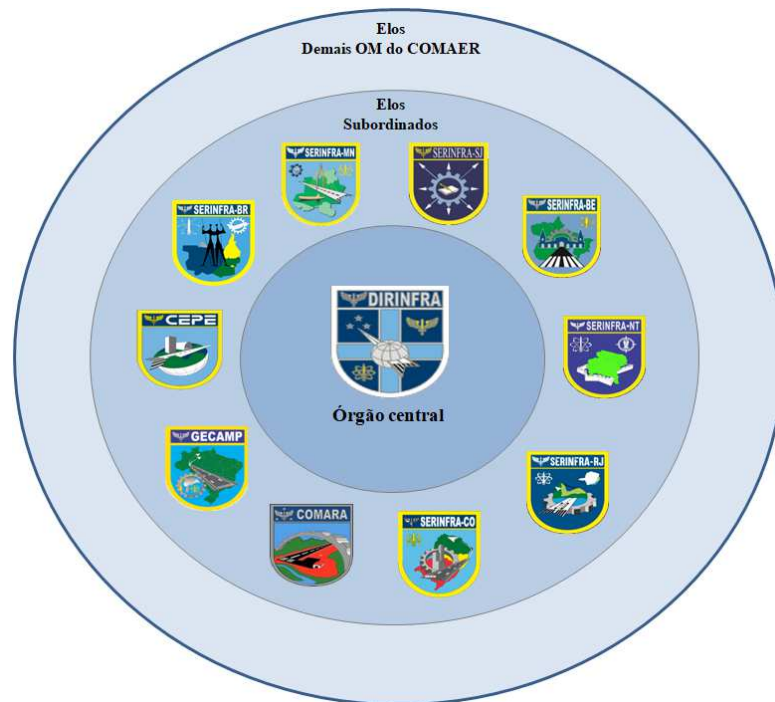 Elos
Demais OM do COMAER
Elos
Subordinados
SERINFRA-MN
SERINFRA-SJ
SERINFRA-BR
SERINFRA-BE
DIRINFRA
CEPE
SERINFRA-NT
Órgão central
GECAMP
SERINFRA-RJ
COMARA
SERINFRA-CO